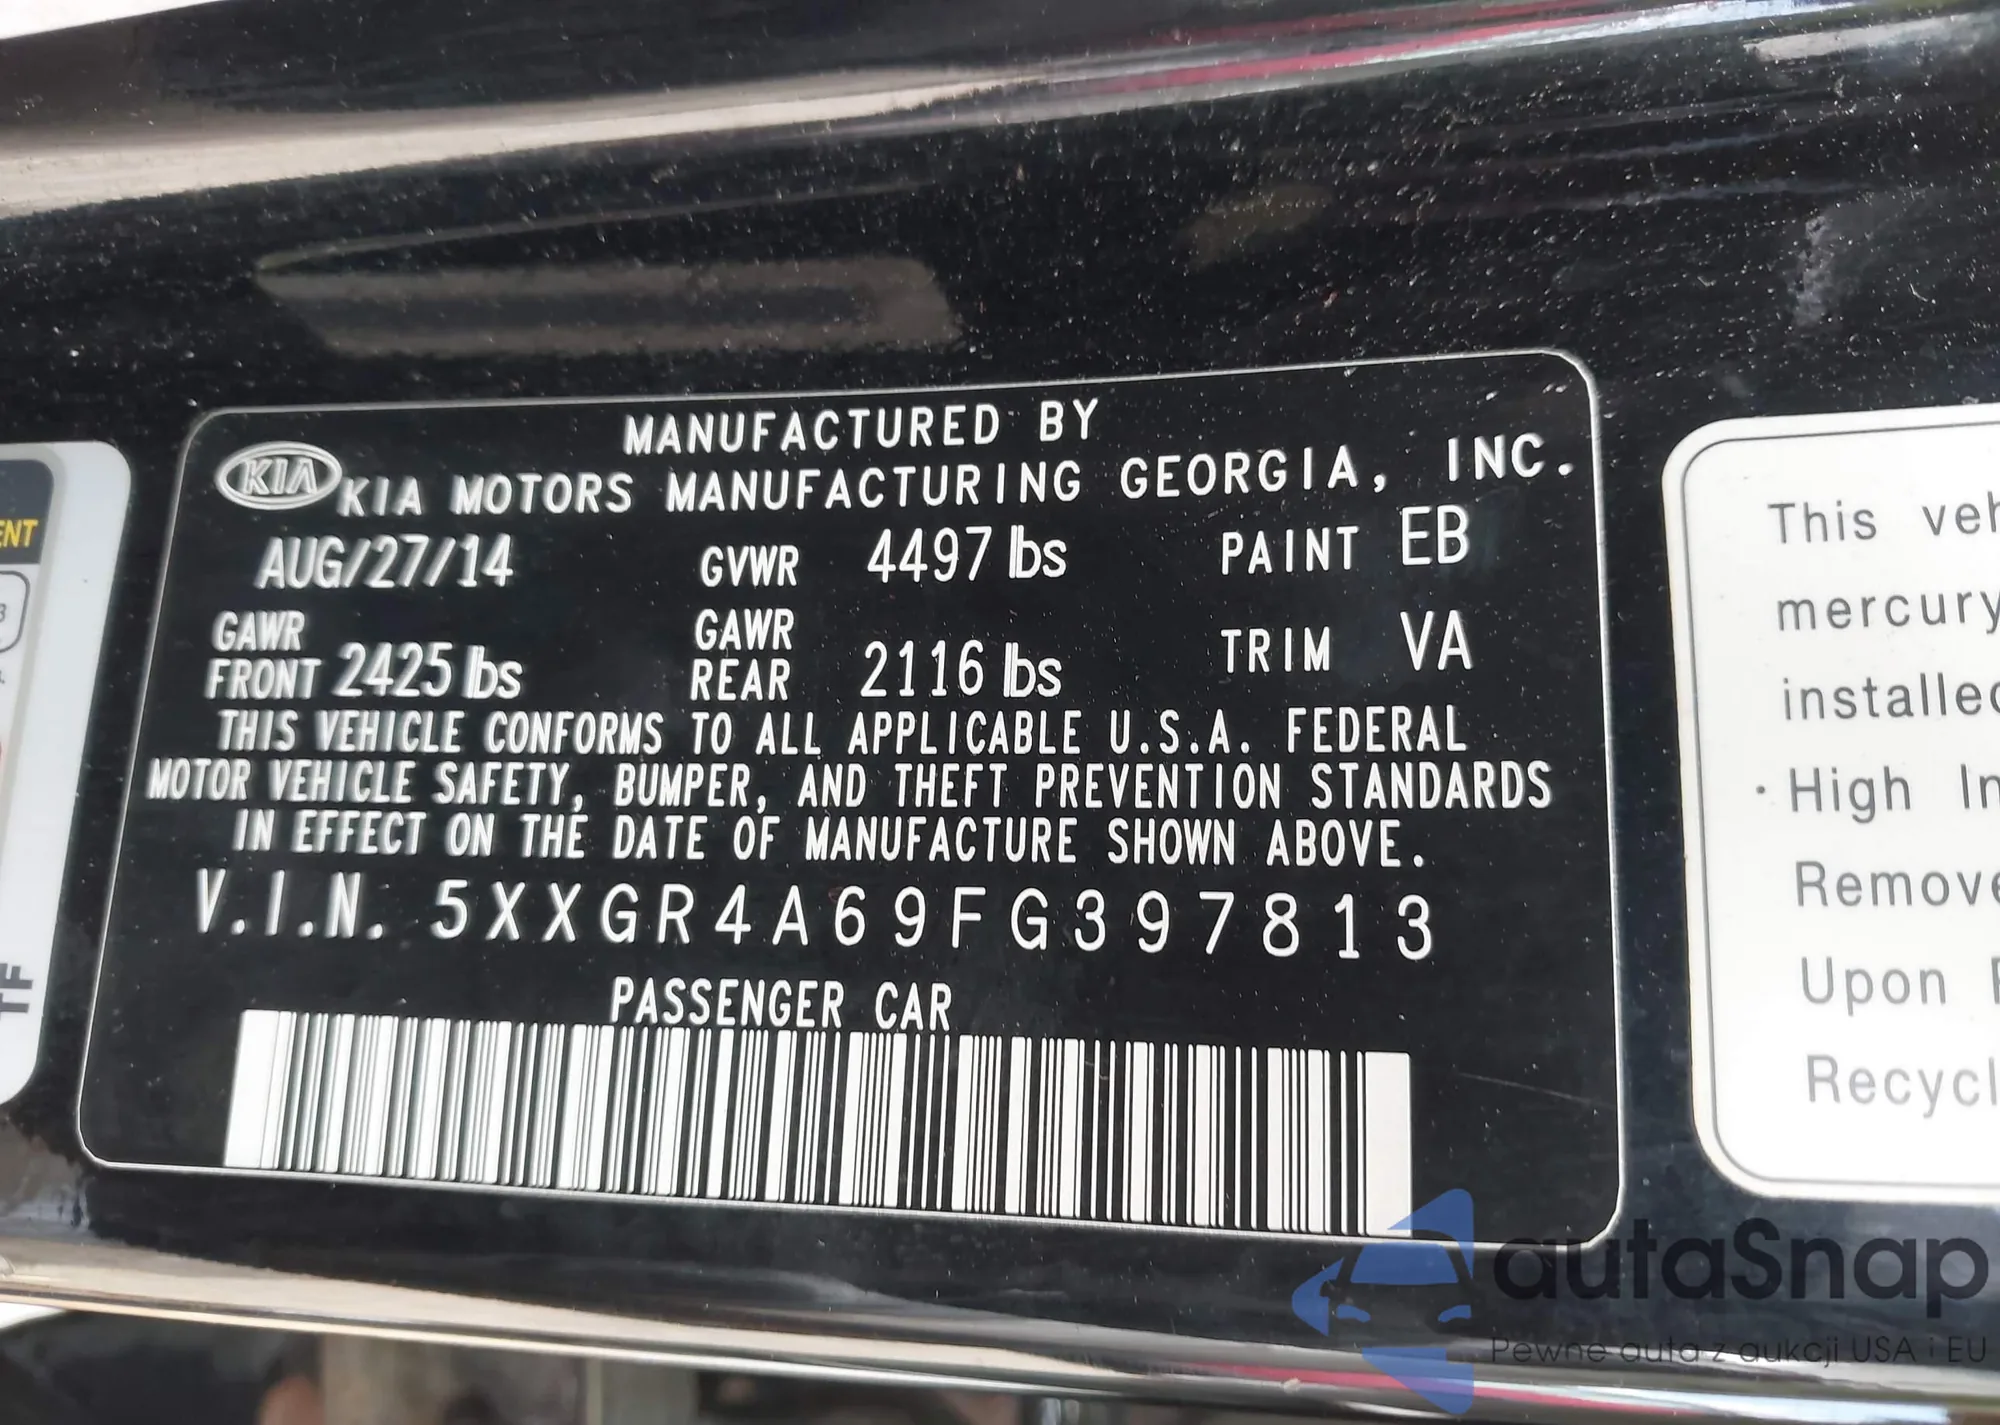 MANUFACTURED BY
KIA KIA MOTORS MANUFACTURING GEORGIA, INC.
AUG/27/14 GVWR 4497 lbs PAINT EB
GAWR FRONT 2425 lbs GAWR REAR 2116 lbs TRIM VA
THIS VEHICLE CONFORMS TO ALL APPLICABLE U.S.A. FEDERAL
MOTOR VEHICLE SAFETY, BUMPER, AND THEFT PREVENTION STANDARDS
IN EFFECT ON THE DATE OF MANUFACTURE SHOWN ABOVE.
V.I.N. 5XXGR4A69FG397813
PASSENGER CAR
This veh
mercury
installed
· High In
Remove
Upon
Recycl
ENT
autaSnap
Pewne auta z aukcji USA i EU